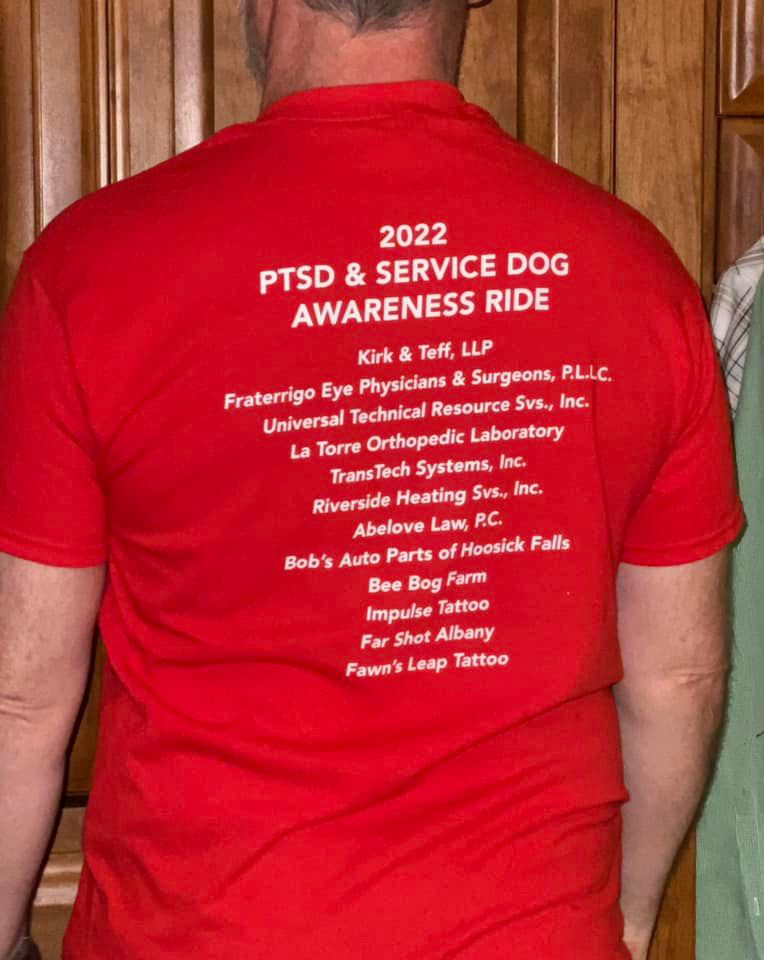 2022
PTSD & SERVICE DOG
AWARENESS RIDE
Kirk & Teff, LLP
Fraterrigo Eye Physicians & Surgeons, P.L.L.C.
Universal Technical Resource Svs., Inc.
La Torre Orthopedic Laboratory
TransTech Systems, Inc.
Riverside Heating Svs., Inc.
Abelove Law, P.C.
Bob's Auto Parts of Hoosick Falls
Bee Bog Farm
Impulse Tattoo
Far Shot Albany
Fawn's Leap Tattoo